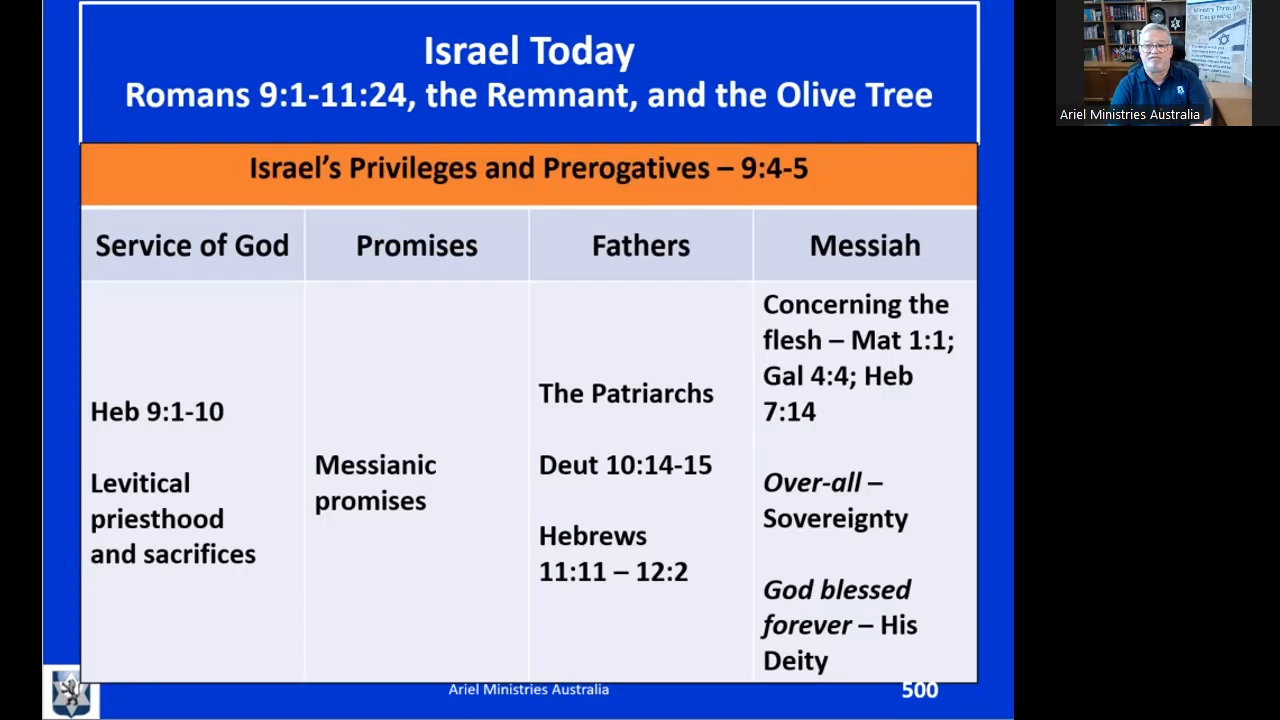 Israel Today
Romans 9:1-11:24, the Remnant, and the Olive Tree
Israel’s Privileges and Prerogatives – 9:4-5
Service of God
Promises
Fathers
Messiah
Heb 9:1-10
Levitical
priesthood
and sacrifices
Messianic
promises
The Patriarchs
Deut 10:14-15
Hebrews
11:11 – 12:2
Concerning the
flesh – Mat 1:1;
Gal 4:4; Heb
7:14
Over-all –
Sovereignty
God blessed
forever – His
Deity
Ariel Ministries Australia
500
Ministry Through
Discipleship
Ariel Ministries Australia